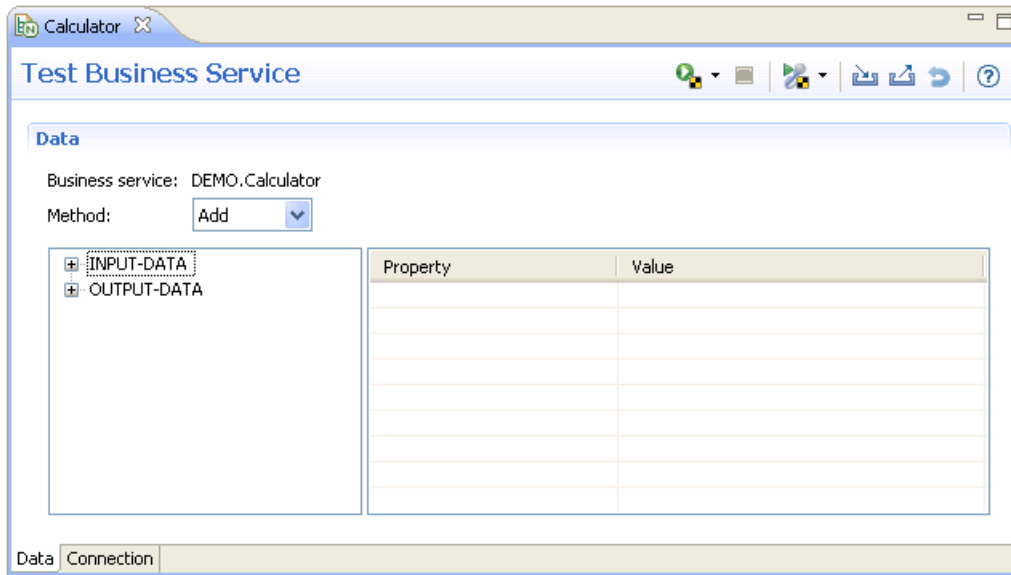 Calculator
Test Business Service
Data
Business service: DEMO.Calculator
Method: Add
INPUT-DATA
OUTPUT-DATA
Property Value
Data Connection